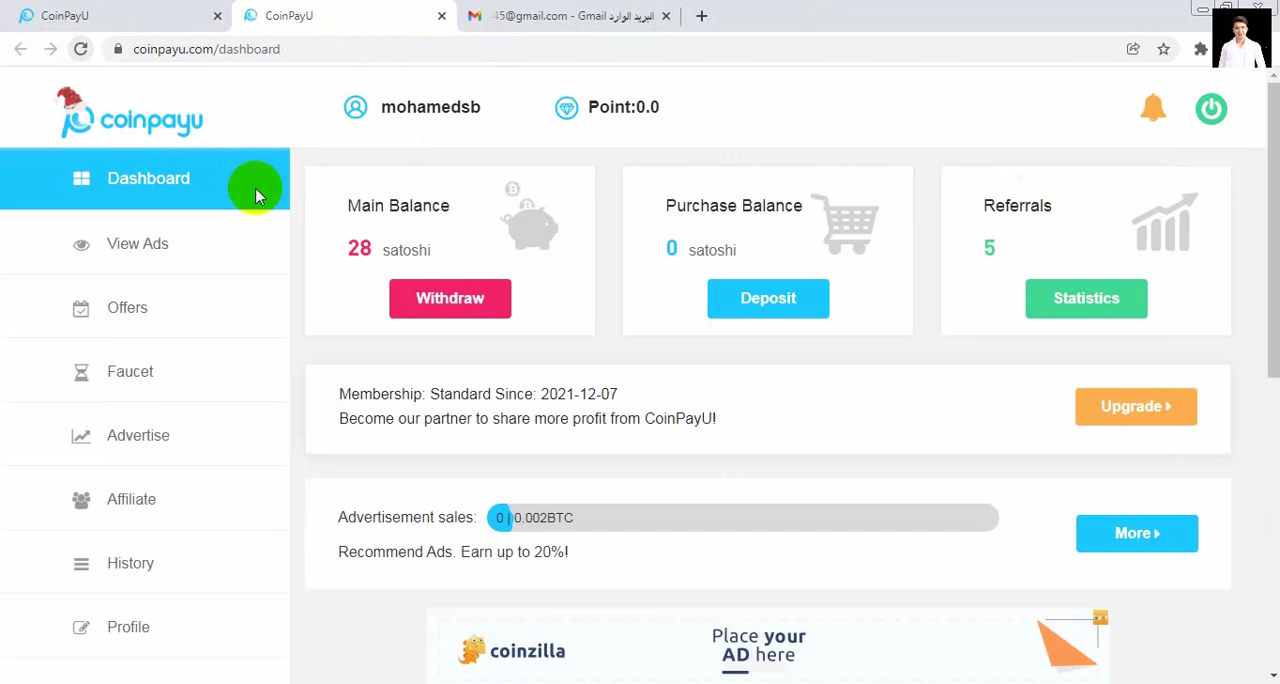 CoinPayU
CoinPayU
45@gmail.com - Gmail البريد الوارد
coinpayu.com/dashboard
coinpayu
mohamedsb
Point:0.0
Dashboard
View Ads
Offers
Faucet
Advertise
Affiliate
History
Profile
Main Balance
28 satoshi
Withdraw
Purchase Balance
0 satoshi
Deposit
Referrals
5
Statistics
Membership: Standard Since: 2021-12-07
Become our partner to share more profit from CoinPayU!
Upgrade
Advertisement sales: 0 | 0.002BTC
Recommend Ads. Earn up to 20%!
More
coinzilla
Place your
AD here